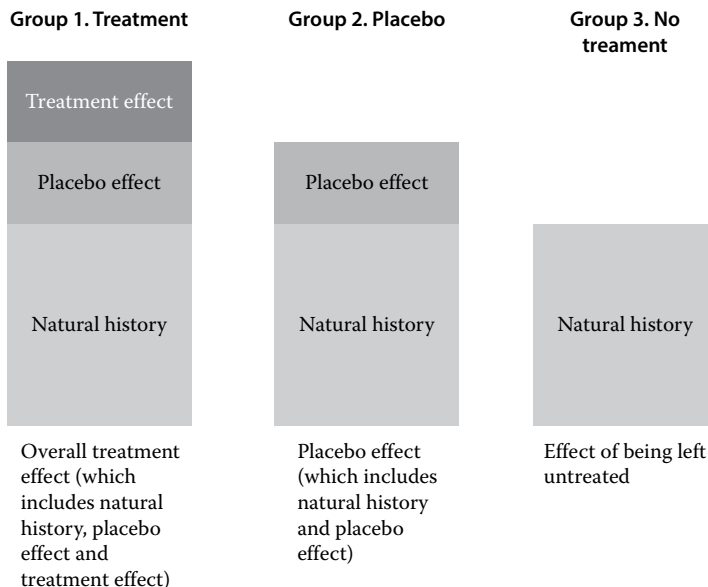 Group 1. Treatment
Group 2. Placebo
Group 3. No
treament
Treatment effect
Placebo effect
Placebo effect
Natural history
Natural history
Natural history
Overall treatment
effect (which
includes natural
history, placebo
effect and
treatment effect)
Placebo effect
(which includes
natural history
and placebo
effect)
Effect of being left
untreated